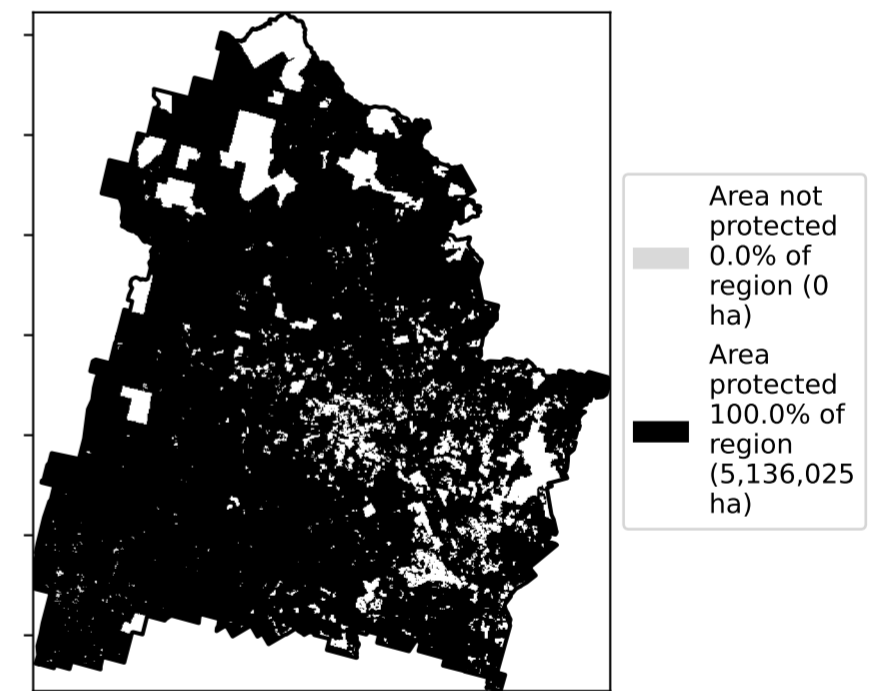 Area not
protected
0.0% of
region (0
ha)
Area
protected
100.0% of
region
(5,136,025
ha)